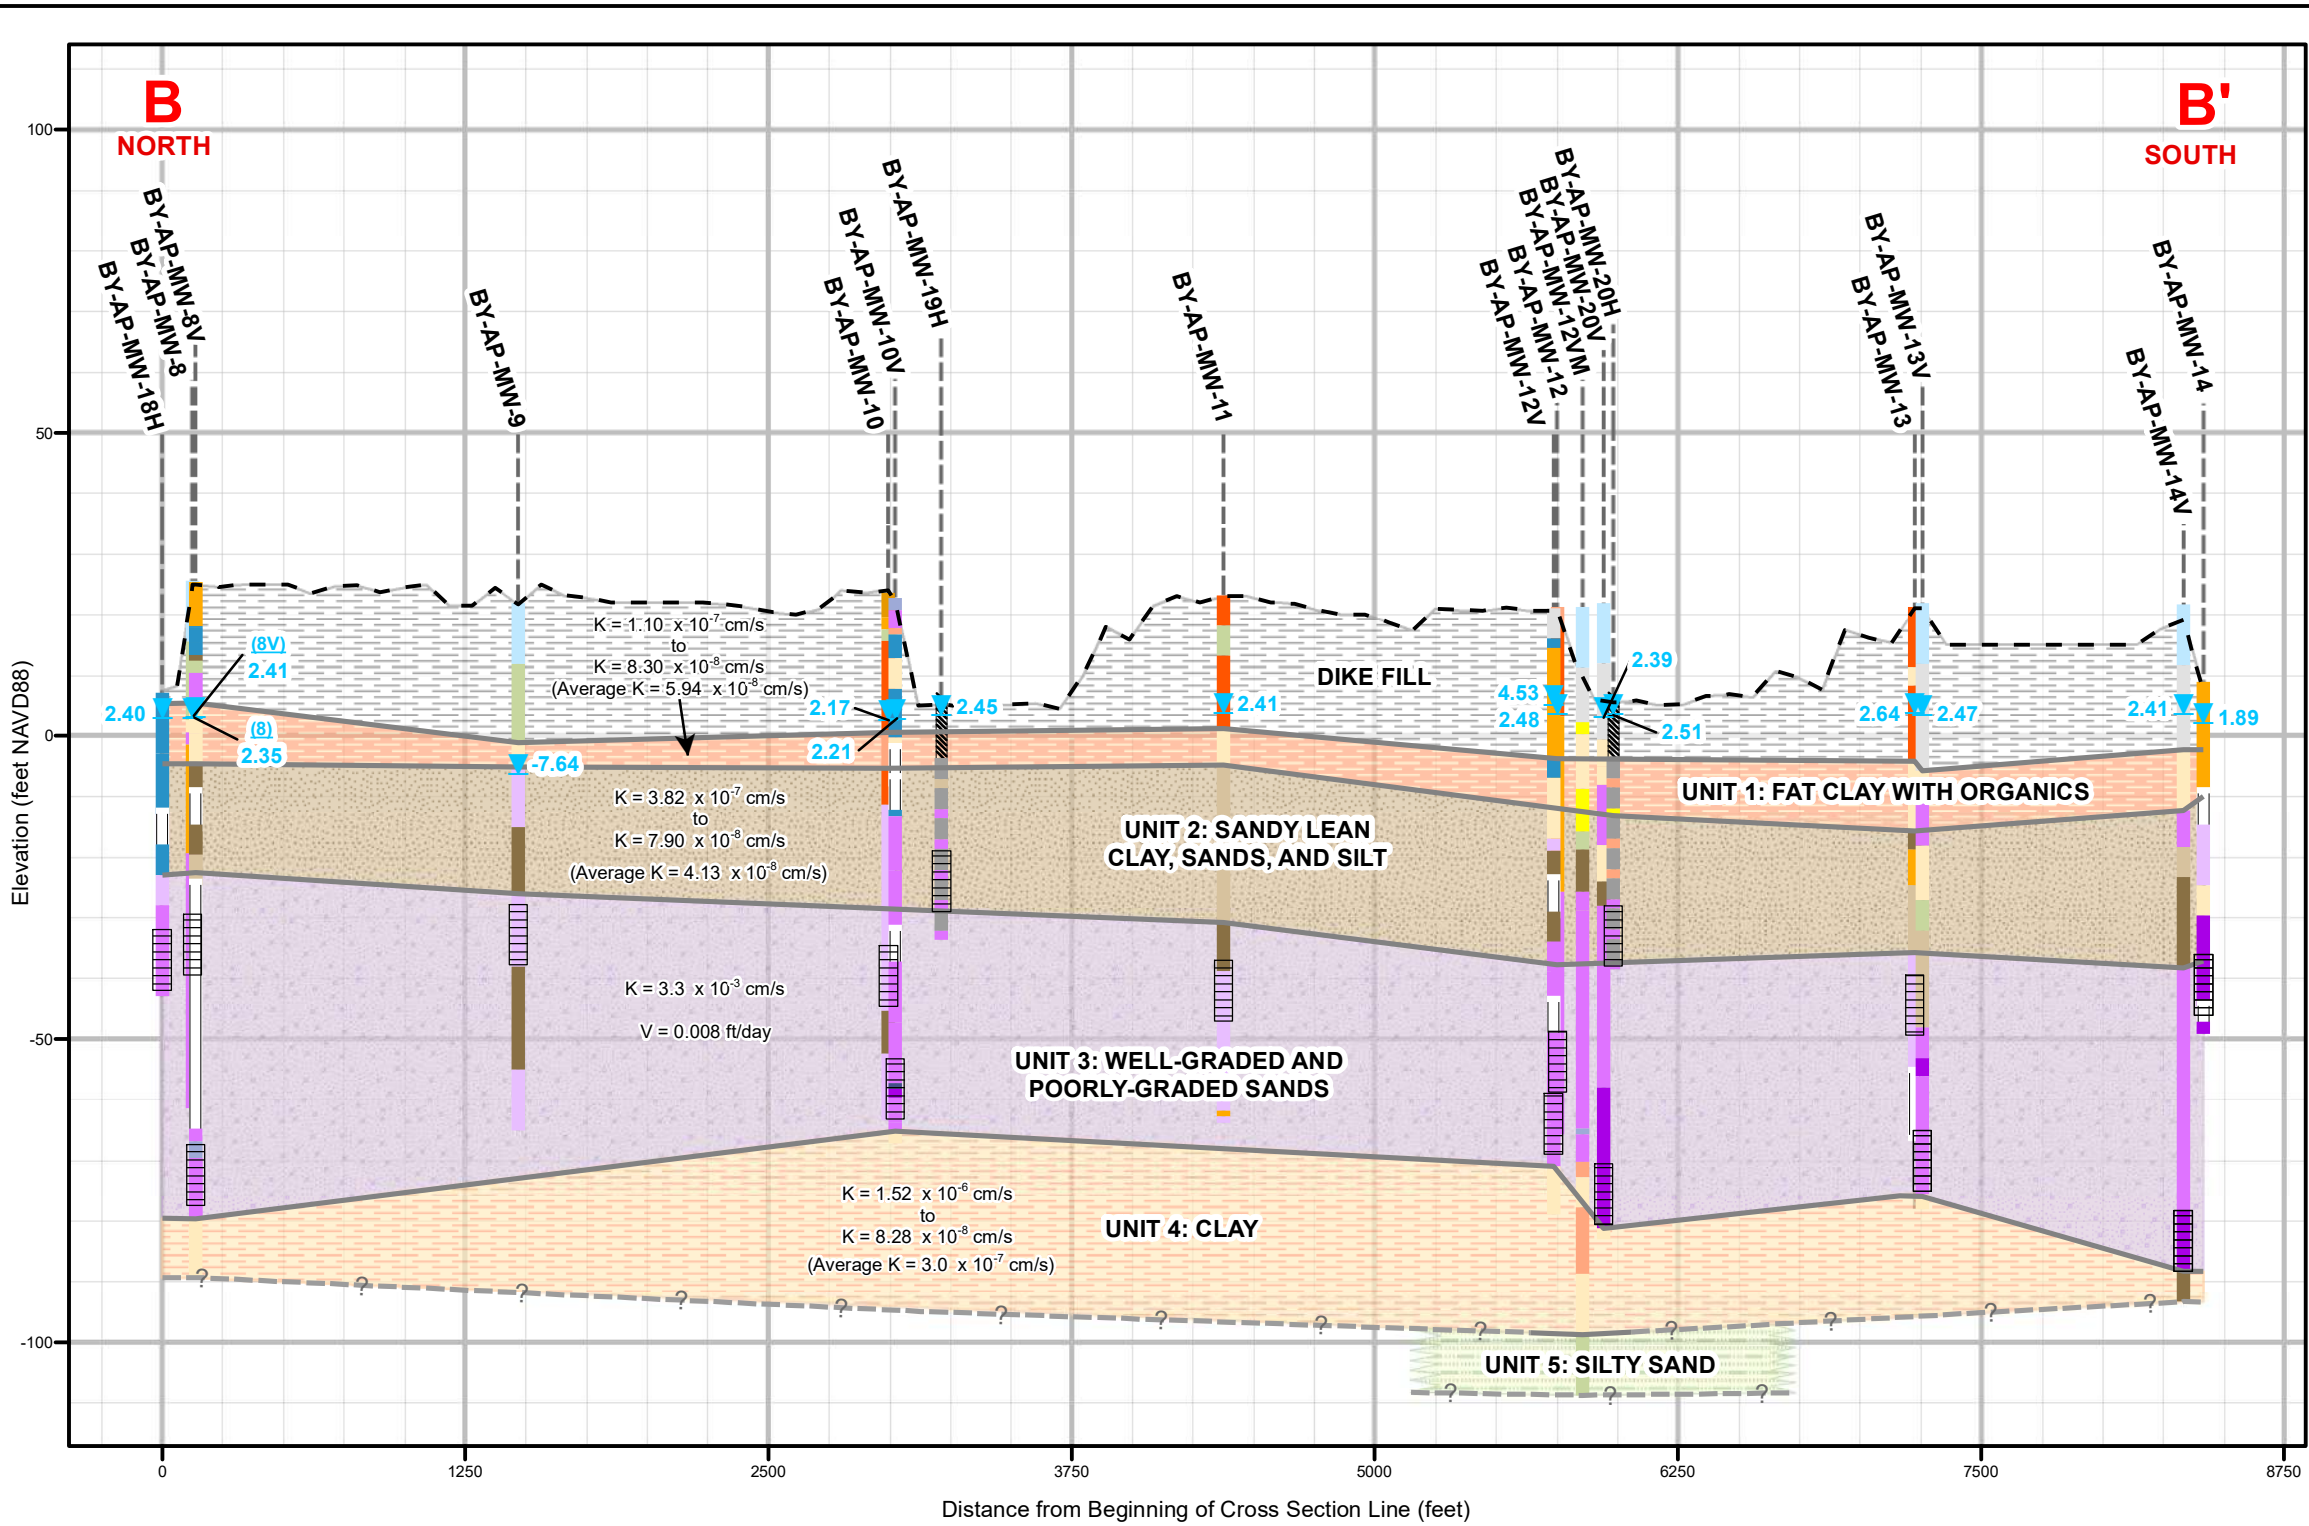 B
NORTH
B'
SOUTH
BY-AP-MW-18H
BY-AP-MW-8
BY-AP-MW-8V
BY-AP-MW-9
BY-AP-MW-10
BY-AP-MW-10V
BY-AP-MW-19H
BY-AP-MW-11
BY-AP-MW-12V
BY-AP-MW-12
BY-AP-MW-12VM
BY-AP-MW-20V
BY-AP-MW-20H
BY-AP-MW-13
BY-AP-MW-13V
BY-AP-MW-14V
BY-AP-MW-14
100
50
0
-50
-100
Elevation (feet NAVD88)
2.40
(8V)
2.41
(8)
2.35
-7.64
2.17
2.21
2.45
2.41
4.53
2.48
2.39
2.51
2.64
2.47
2.41
1.89
K = 1.10 x 10⁻⁷ cm/s
to
K = 8.30 x 10⁻⁸ cm/s
(Average K = 5.94 x 10⁻⁸ cm/s)
DIKE FILL
UNIT 1: FAT CLAY WITH ORGANICS
K = 3.82 x 10⁻⁷ cm/s
to
K = 7.90 x 10⁻⁸ cm/s
(Average K = 4.13 x 10⁻⁸ cm/s)
UNIT 2: SANDY LEAN
CLAY, SANDS, AND SILT
K = 3.3 x 10⁻³ cm/s
V = 0.008 ft/day
UNIT 3: WELL-GRADED AND
POORLY-GRADED SANDS
K = 1.52 x 10⁻⁶ cm/s
to
K = 8.28 x 10⁻⁸ cm/s
(Average K = 3.0 x 10⁻⁷ cm/s)
UNIT 4: CLAY
? ? ? ? ? ? ? ? ? ? ? ? ?
UNIT 5: SILTY SAND
? ? ?
0 1250 2500 3750 5000 6250 7500 8750
Distance from Beginning of Cross Section Line (feet)